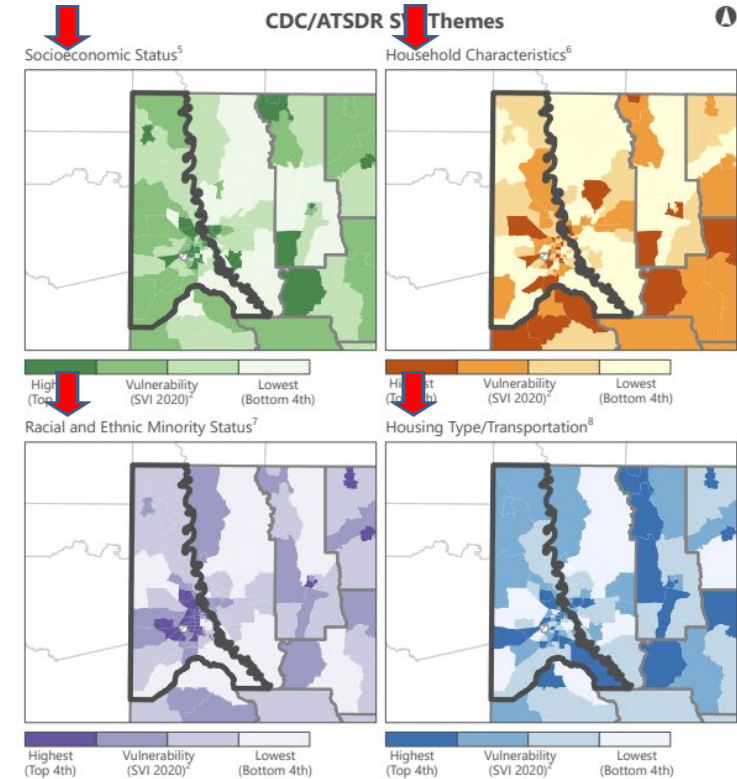 CDC/ATSDR SVI Themes
Socioeconomic Status⁵
Household Characteristics⁶
Vulnerability
(SVI 2020)²
Lowest
(Bottom 4th)
Highest
Vulnerability
(SVI 2020)²
Lowest
(Bottom 4th)
Racial and Ethnic Minority Status⁷
Housing Type/Transportation⁸
Highest
(Top 4th)
Vulnerability
(SVI 2020)²
Lowest
(Bottom 4th)
Highest
(Top 4th)
Vulnerability
(SVI 2020)²
Lowest
(Bottom 4th)